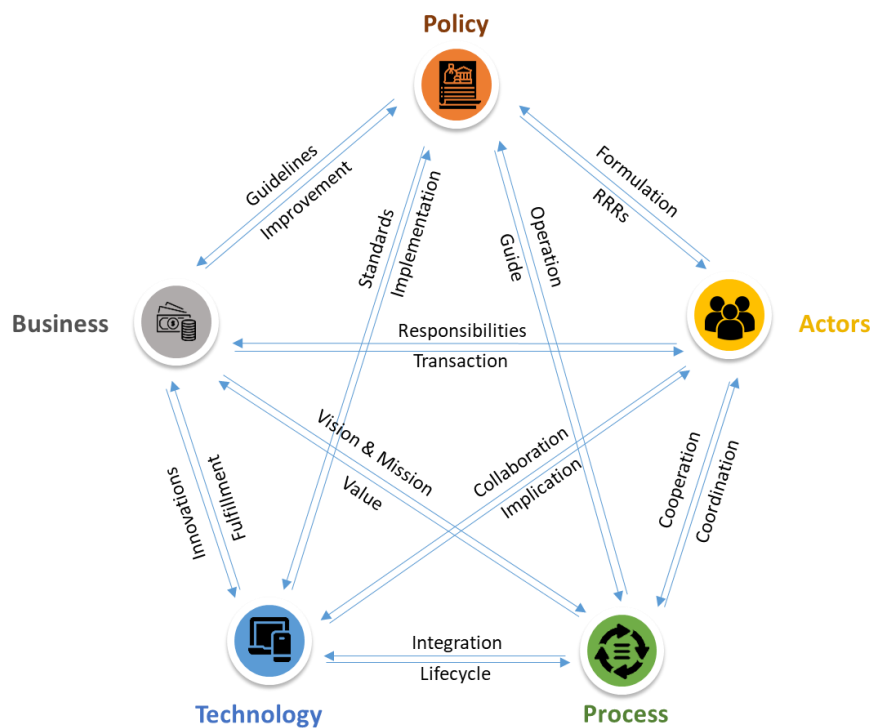 Policy
Guidelines
Improvement
Formulation
RRRs
Standards
Implementation
Operation
Guide
Business
Actors
Responsibilities
Transaction
Vision & Mission
Value
Collaboration
Implication
Innovations
Fulfillment
Cooperation
Coordination
Integration
Lifecycle
Technology
Process